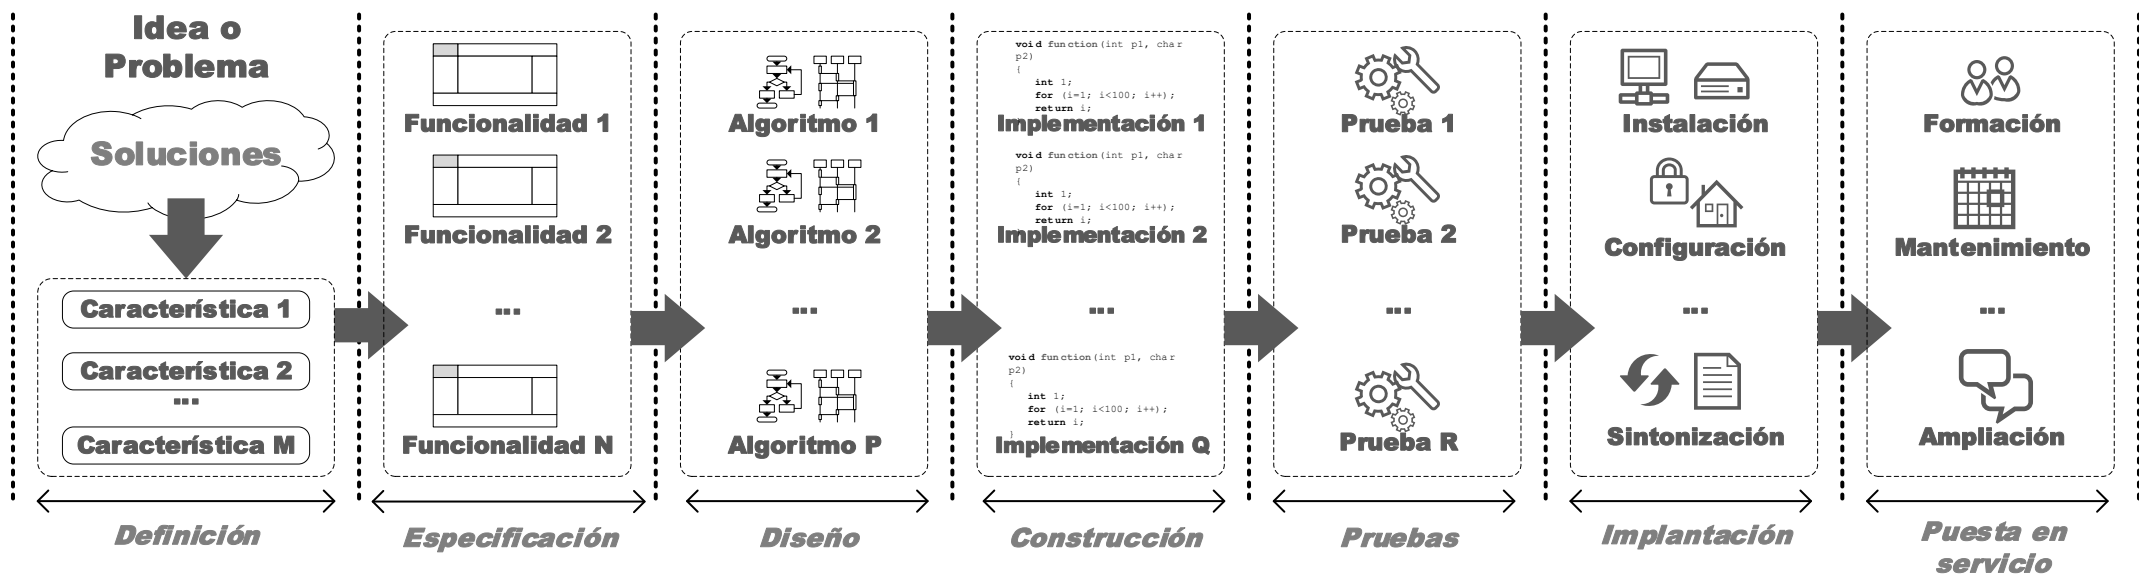 Idea o
Problema
Soluciones
Característica 1
Característica 2
...
Característica M
Definición
Funcionalidad 1
Funcionalidad 2
...
Funcionalidad N
Especificación
Algoritmo 1
Algoritmo 2
...
Algoritmo P
Diseño
void function(int p1, char
p2)
{
int 1;
for (i=1; i<100; i++);
return i;
Implementación 1
void function(int p1, char
p2)
{
int 1;
for (i=1; i<100; i++);
return i;
Implementación 2
...
void function(int p1, char
p2)
{
int 1;
for (i=1; i<100; i++);
return i;
}
Implementación Q
Construcción
Prueba 1
Prueba 2
...
Prueba R
Pruebas
Instalación
Configuración
...
Sintonización
Implantación
Formación
Mantenimiento
...
Ampliación
Puesta en
servicio